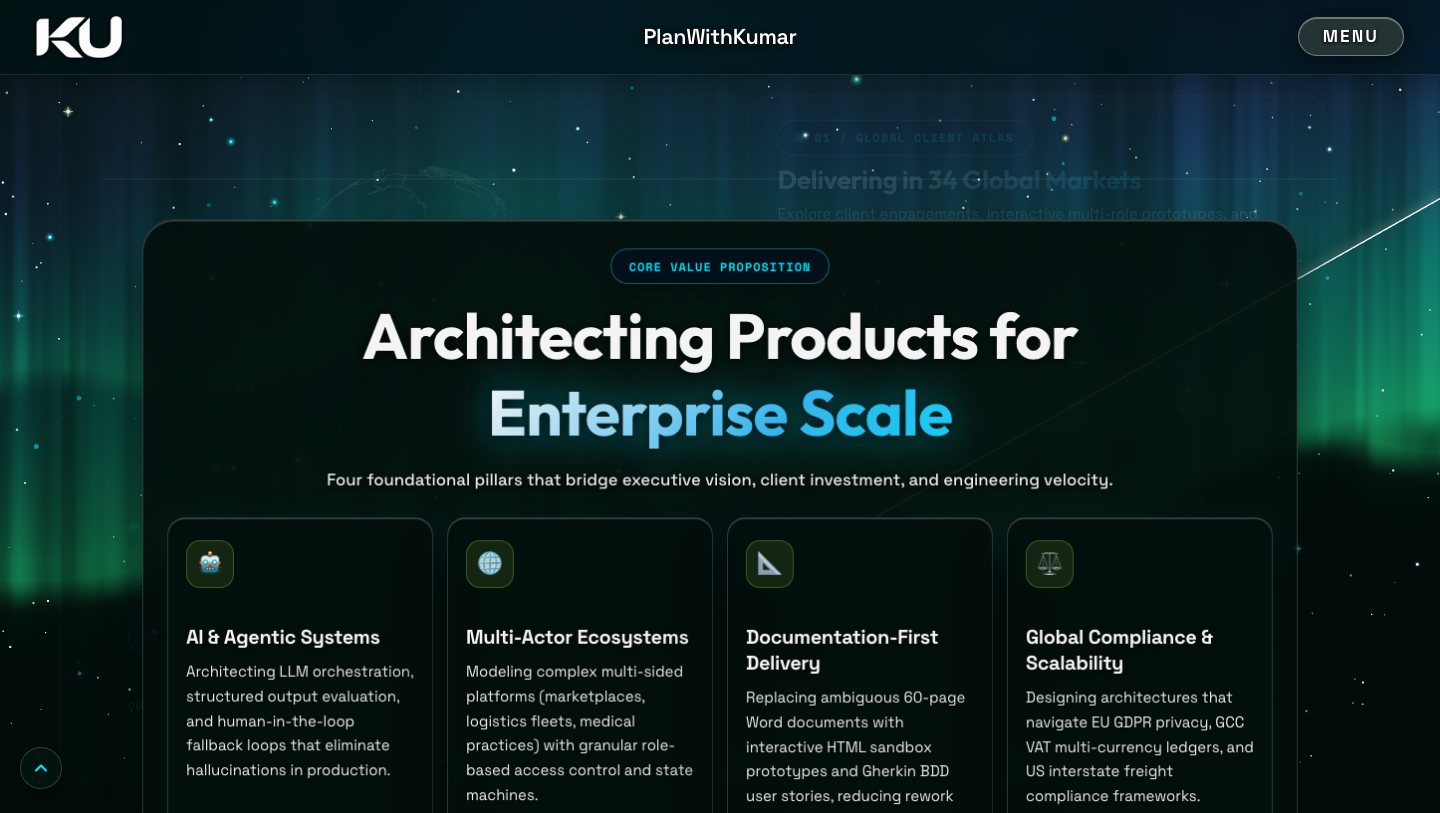 KU
PlanWithKumar
MENU
01 / GLOBAL CLIENT ATLAS
Delivering in 34 Global Markets
Explore client engagements, interactive multi-role prototypes, and
CORE VALUE PROPOSITION
Architecting Products for
Enterprise Scale
Four foundational pillars that bridge executive vision, client investment, and engineering velocity.
AI & Agentic Systems
Architecting LLM orchestration,
structured output evaluation,
and human-in-the-loop
fallback loops that eliminate
hallucinations in production.
Multi-Actor Ecosystems
Modeling complex multi-sided
platforms (marketplaces,
logistics fleets, medical
practices) with granular role-
based access control and state
machines.
Documentation-First
Delivery
Replacing ambiguous 60-page
Word documents with
interactive HTML sandbox
prototypes and Gherkin BDD
user stories, reducing rework
Global Compliance &
Scalability
Designing architectures that
navigate EU GDPR privacy, GCC
VAT multi-currency ledgers, and
US interstate freight
compliance frameworks.